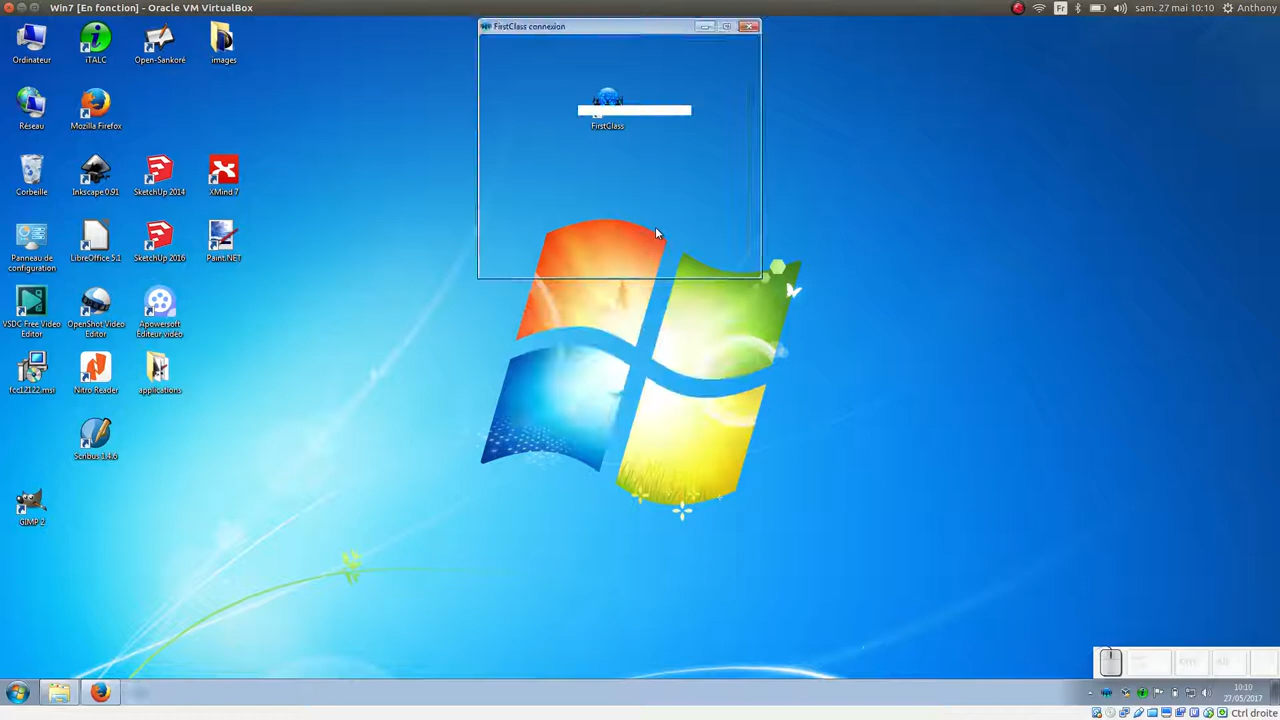 Win7 [En fonction] - Oracle VM VirtualBox
Fr
sam. 27 mai 10:10
Anthony
FirstClass connexion
Ordinateur
iTALC
Open-Sankoré
images
Réseau
Mozilla Firefox
FirstClass
Corbeille
Inkscape 0.91
SketchUp 2014
XMind 7
Panneau de configuration
LibreOffice 5.1
SketchUp 2016
Paint.NET
VSDC Free Video Editor
OpenShot Video Editor
Apowersoft Editeur video
fcc12122.msi
Nitro Reader
applications
Scribus 1.4.6
GIMP 2
10:10
27/05/2017
Ctrl droite